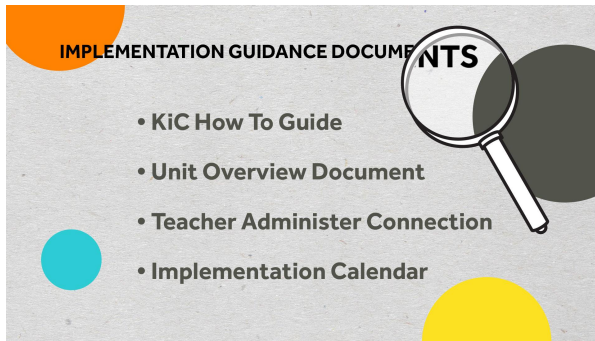 IMPLEMENTATION GUIDANCE DOCUMENTS
• KiC How To Guide
• Unit Overview Document
• Teacher Administer Connection
• Implementation Calendar